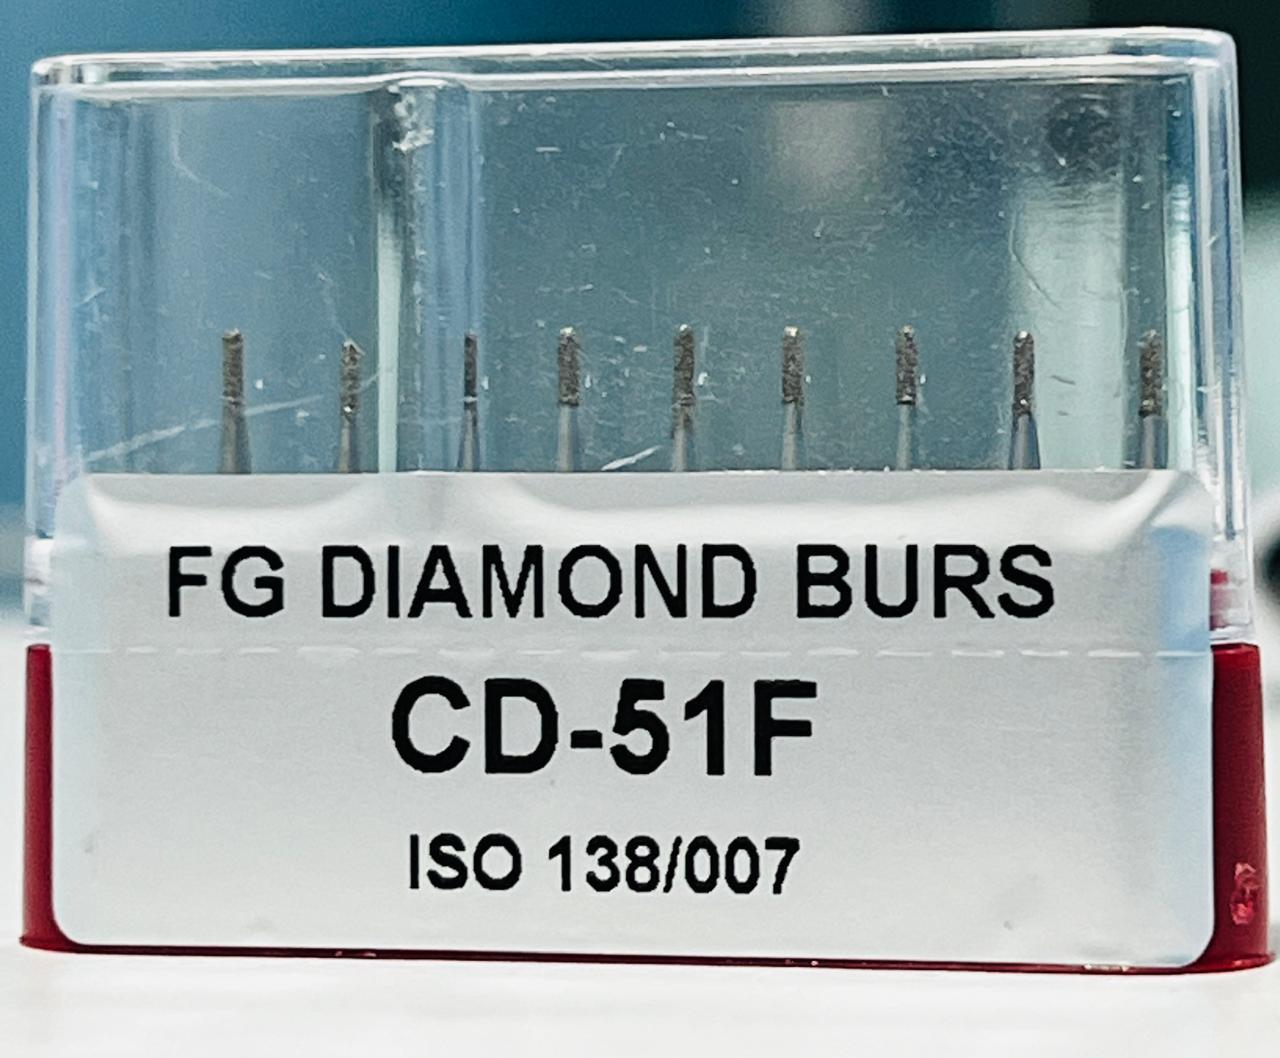 FG DIAMOND BURS
CD-51F
ISO 138/007